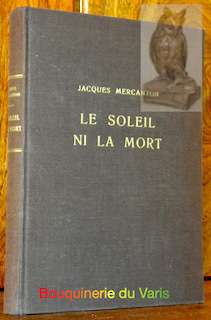 JACQUES MERCANTON
LE SOLEIL
NI LA MORT
Bouquinerie du Varis